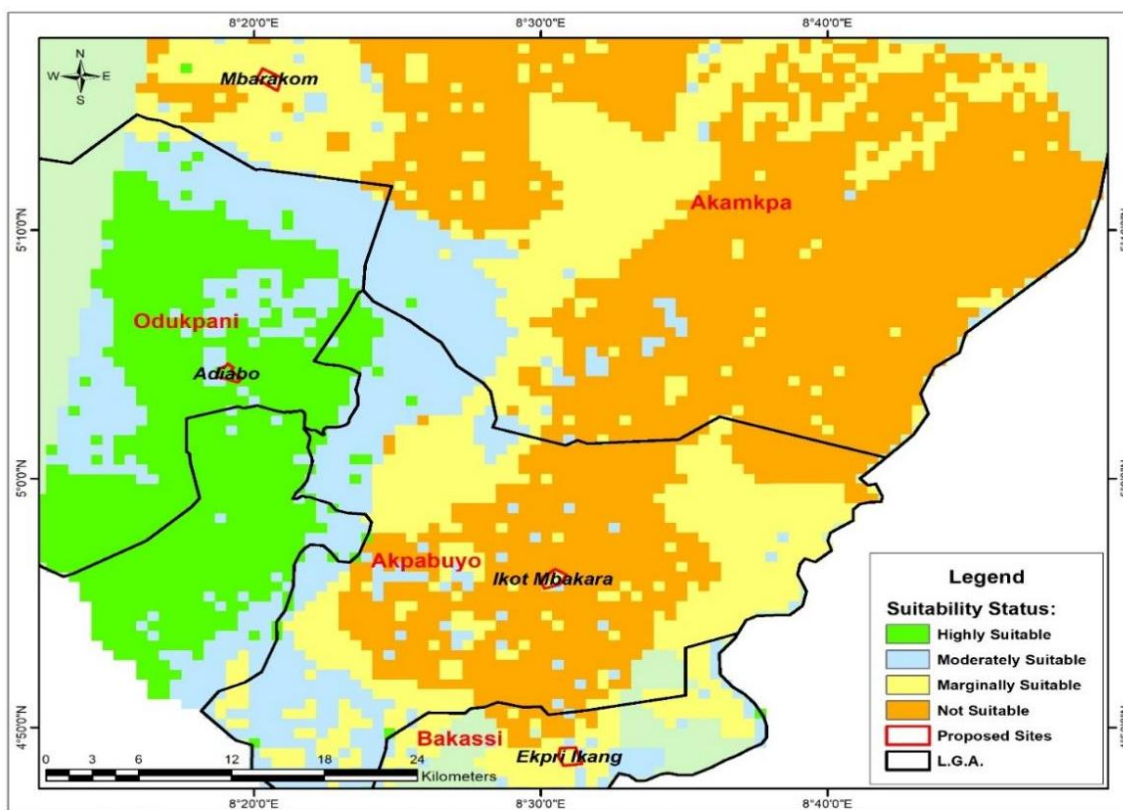 8°20'0"E 8°30'0"E 8°40'0"E
N
W E
S
Mbarakom
Akamkpa
5°10'0"N
Odukpani
Adiabo
5°0'0"N
Akpabuyo
Ikot Mbakara
Legend
Suitability Status:
Highly Suitable
Moderately Suitable
Marginally Suitable
Not Suitable
Proposed Sites
L.G.A.
4°50'0"N
Bakassi
Ekpri Ikang
0 3 6 12 18 24
Kilometers
8°20'0"E 8°30'0"E 8°40'0"E